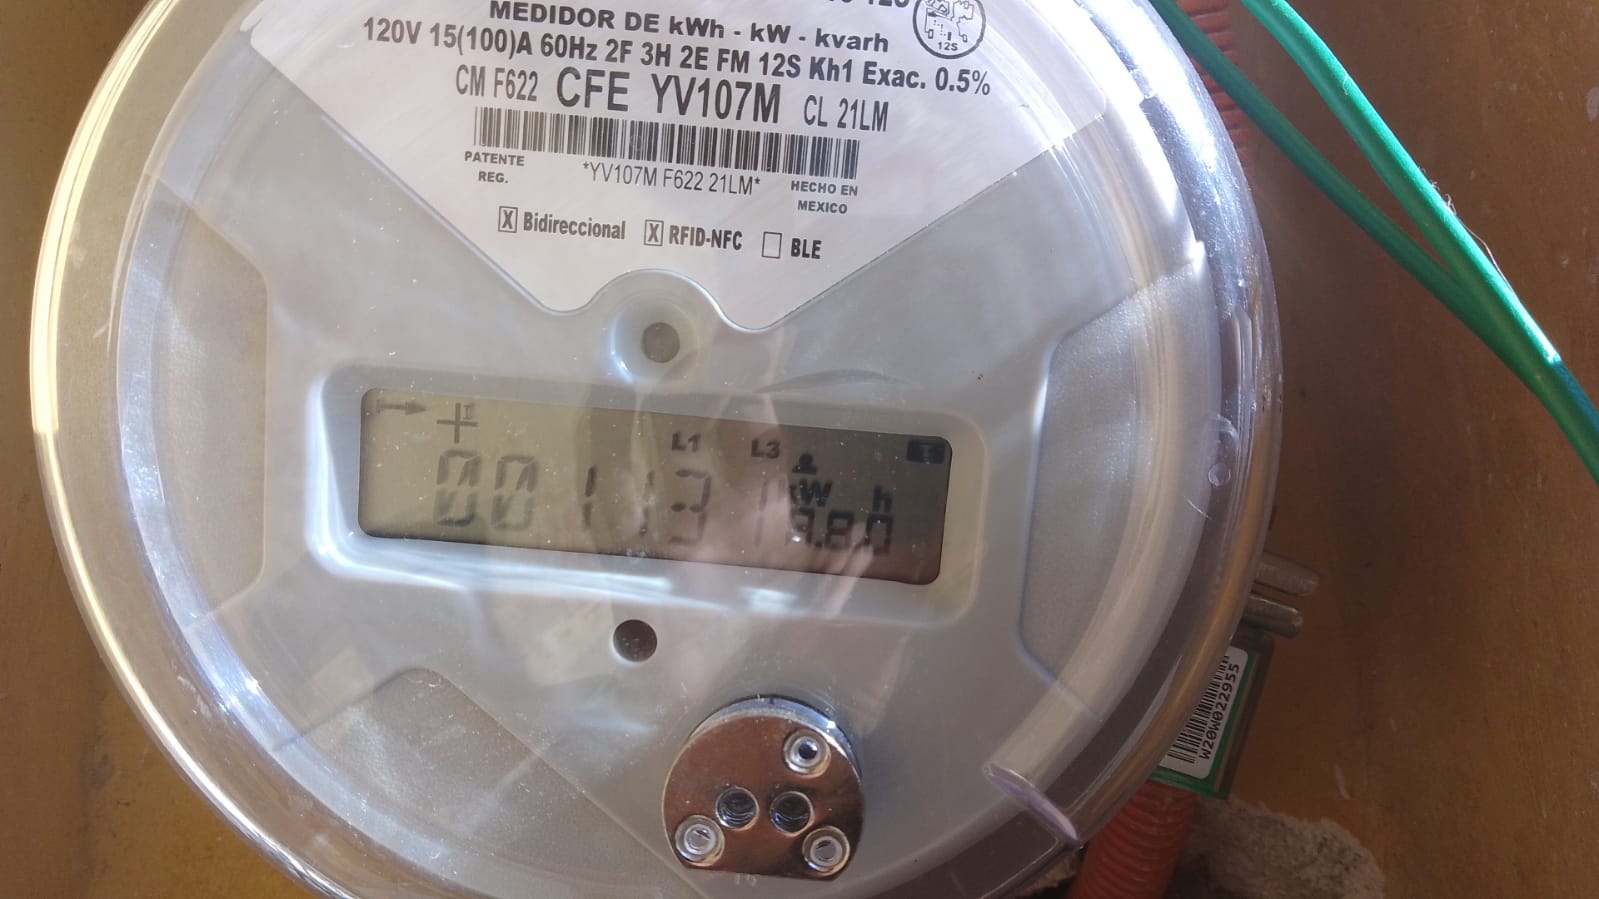 MEDIDOR DE kWh - kW - kvarh
120V 15(100)A 60Hz 2F 3H 2E FM 12S Kh1 Exac. 0.5%
12S
CM F622 CFE YV107M CL 21LM
PATENTE REG.
*YV107M F622 21LM*
HECHO EN MEXICO
X Bidireccional X RFID-NFC BLE
L1 L3
kW h
001131
W20W022955